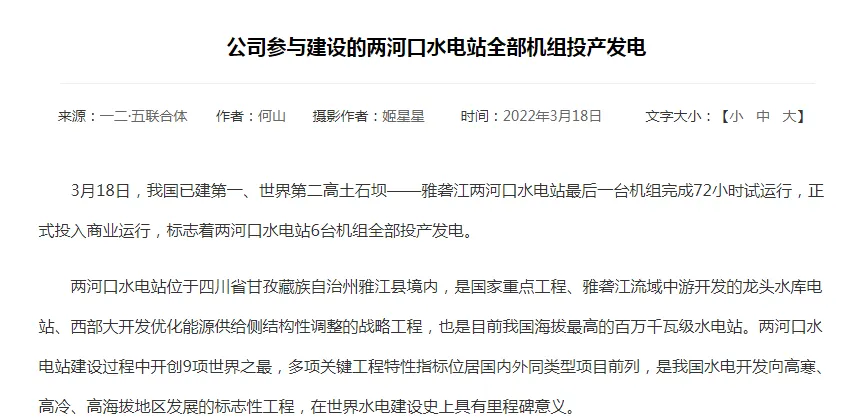 公司参与建设的两河口水电站全部机组投产发电
来源：一二·五联合体 作者：何山 摄影作者：姬星星 时间：2022年3月18日 文字大小：【小 中 大】
3月18日，我国已建第一、世界第二高土石坝——雅砻江两河口水电站最后一台机组完成72小时试运行，正
式投入商业运行，标志着两河口水电站6台机组全部投产发电。
两河口水电站位于四川省甘孜藏族自治州雅江县境内，是国家重点工程、雅砻江流域中游开发的龙头水库电
站、西部大开发优化能源供给侧结构性调整的战略工程，也是目前我国海拔最高的百万千瓦级水电站。两河口水
电站建设过程中开创9项世界之最，多项关键工程特性指标位居国内外同类型项目前列，是我国水电开发向高寒、
高冷、高海拔地区发展的标志性工程，在世界水电建设史上具有里程碑意义。